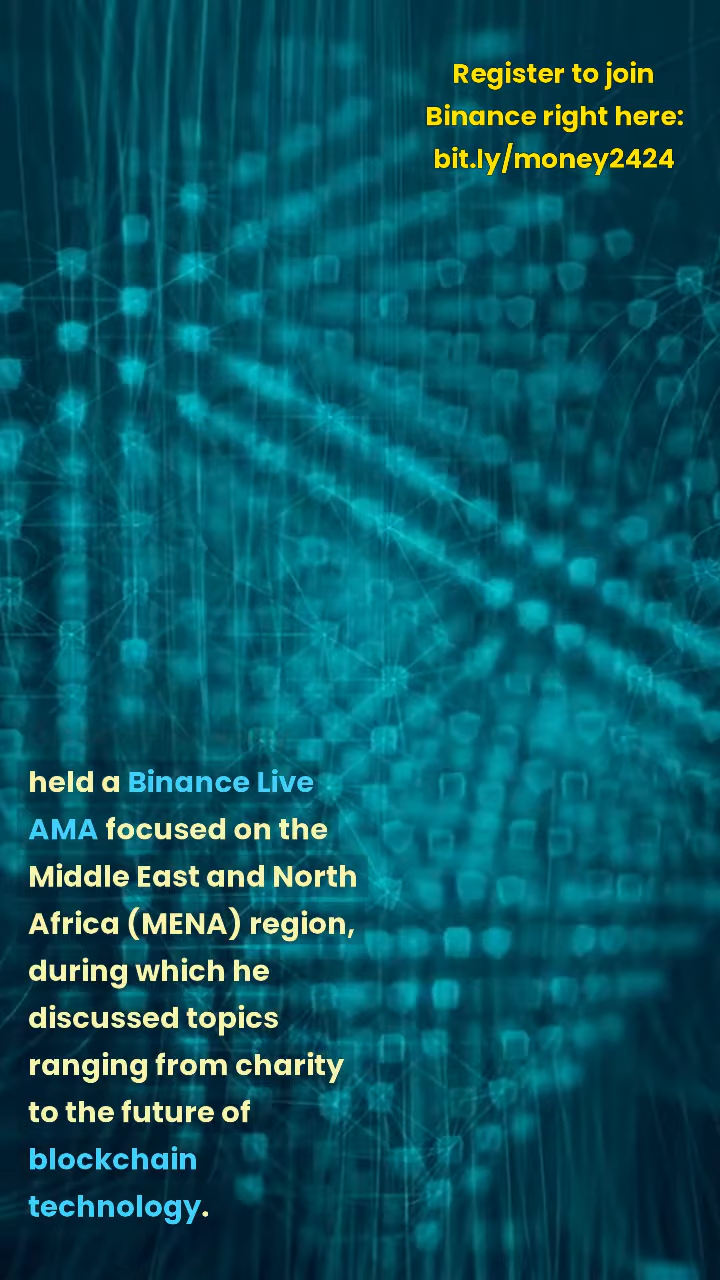 Register to join
Binance right here:
bit.ly/money2424
held a Binance Live
AMA focused on the
Middle East and North
Africa (MENA) region,
during which he
discussed topics
ranging from charity
to the future of
blockchain
technology.